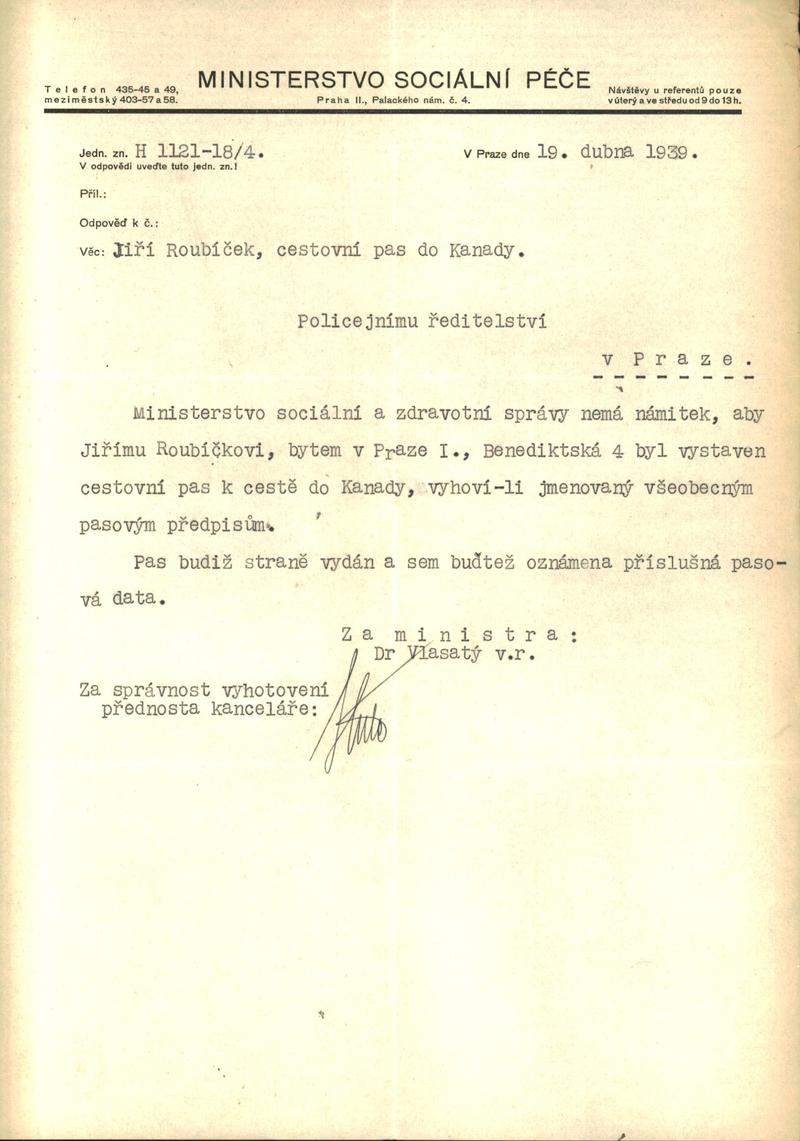 MINISTERSTVO SOCIÁLNÍ PÉČE
Telefon 435-45 a 49,
meziměstský 403-57 a 58.
Praha II., Palackého nám. č. 4.
Návštěvy u referentů pouze
v úterý a ve středu od 9 do 13 h.
Jedn. zn. H 1121-18/4.
V odpovědi uveďte tuto jedn. zn.!
V Praze dne 19. dubna 1939.
Příl.:
Odpověď k č.:
Věc: Jiří Roubíček, cestovní pas do Kanady.
Policejnímu ředitelství
v Praze.
Ministerstvo sociální a zdravotní správy nemá námitek, aby
Jiřímu Roubíčkovi, bytem v Praze I., Benediktská 4 byl vystaven
cestovní pas k cestě do Kanady, vyhoví-li jmenovaný všeobecným
pasovým předpisům.
Pas budiž straně vydán a sem buďtež oznámena příslušná paso-
vá data.
Za ministra:
Dr Vlasatý v.r.
Za správnost vyhotovení
přednosta kanceláře: